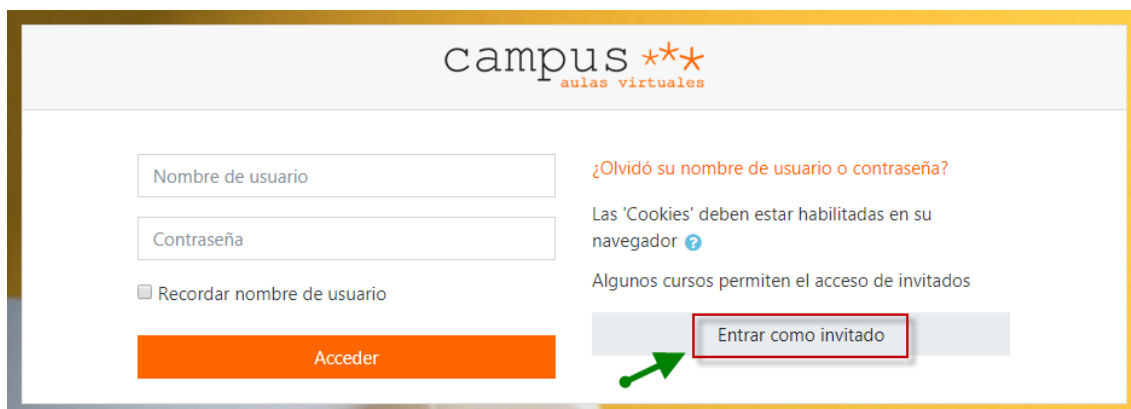 campus ***
aulas virtuales
Nombre de usuario
Contraseña
Recordar nombre de usuario
Acceder
¿Olvidó su nombre de usuario o contraseña?
Las 'Cookies' deben estar habilitadas en su
navegador ?
Algunos cursos permiten el acceso de invitados
Entrar como invitado